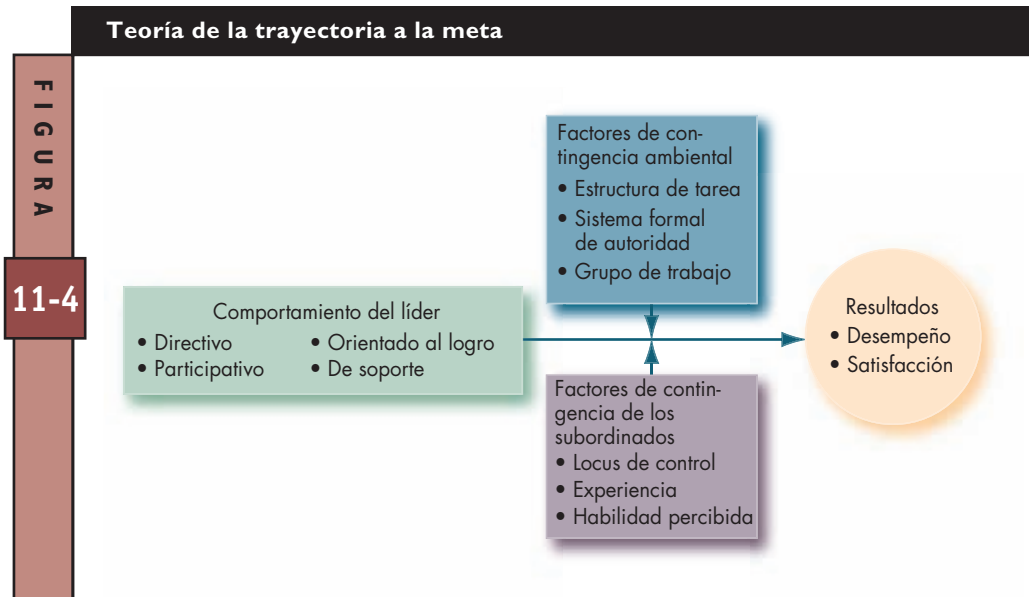 Teoría de la trayectoria a la meta
FIGURA
11-4
Comportamiento del líder
• Directivo • Orientado al logro
• Participativo • De soporte
Factores de con-
tingencia ambiental
• Estructura de tarea
• Sistema formal
de autoridad
• Grupo de trabajo
Factores de contin-
gencia de los
subordinados
• Locus de control
• Experiencia
• Habilidad percibida
Resultados
• Desempeño
• Satisfacción